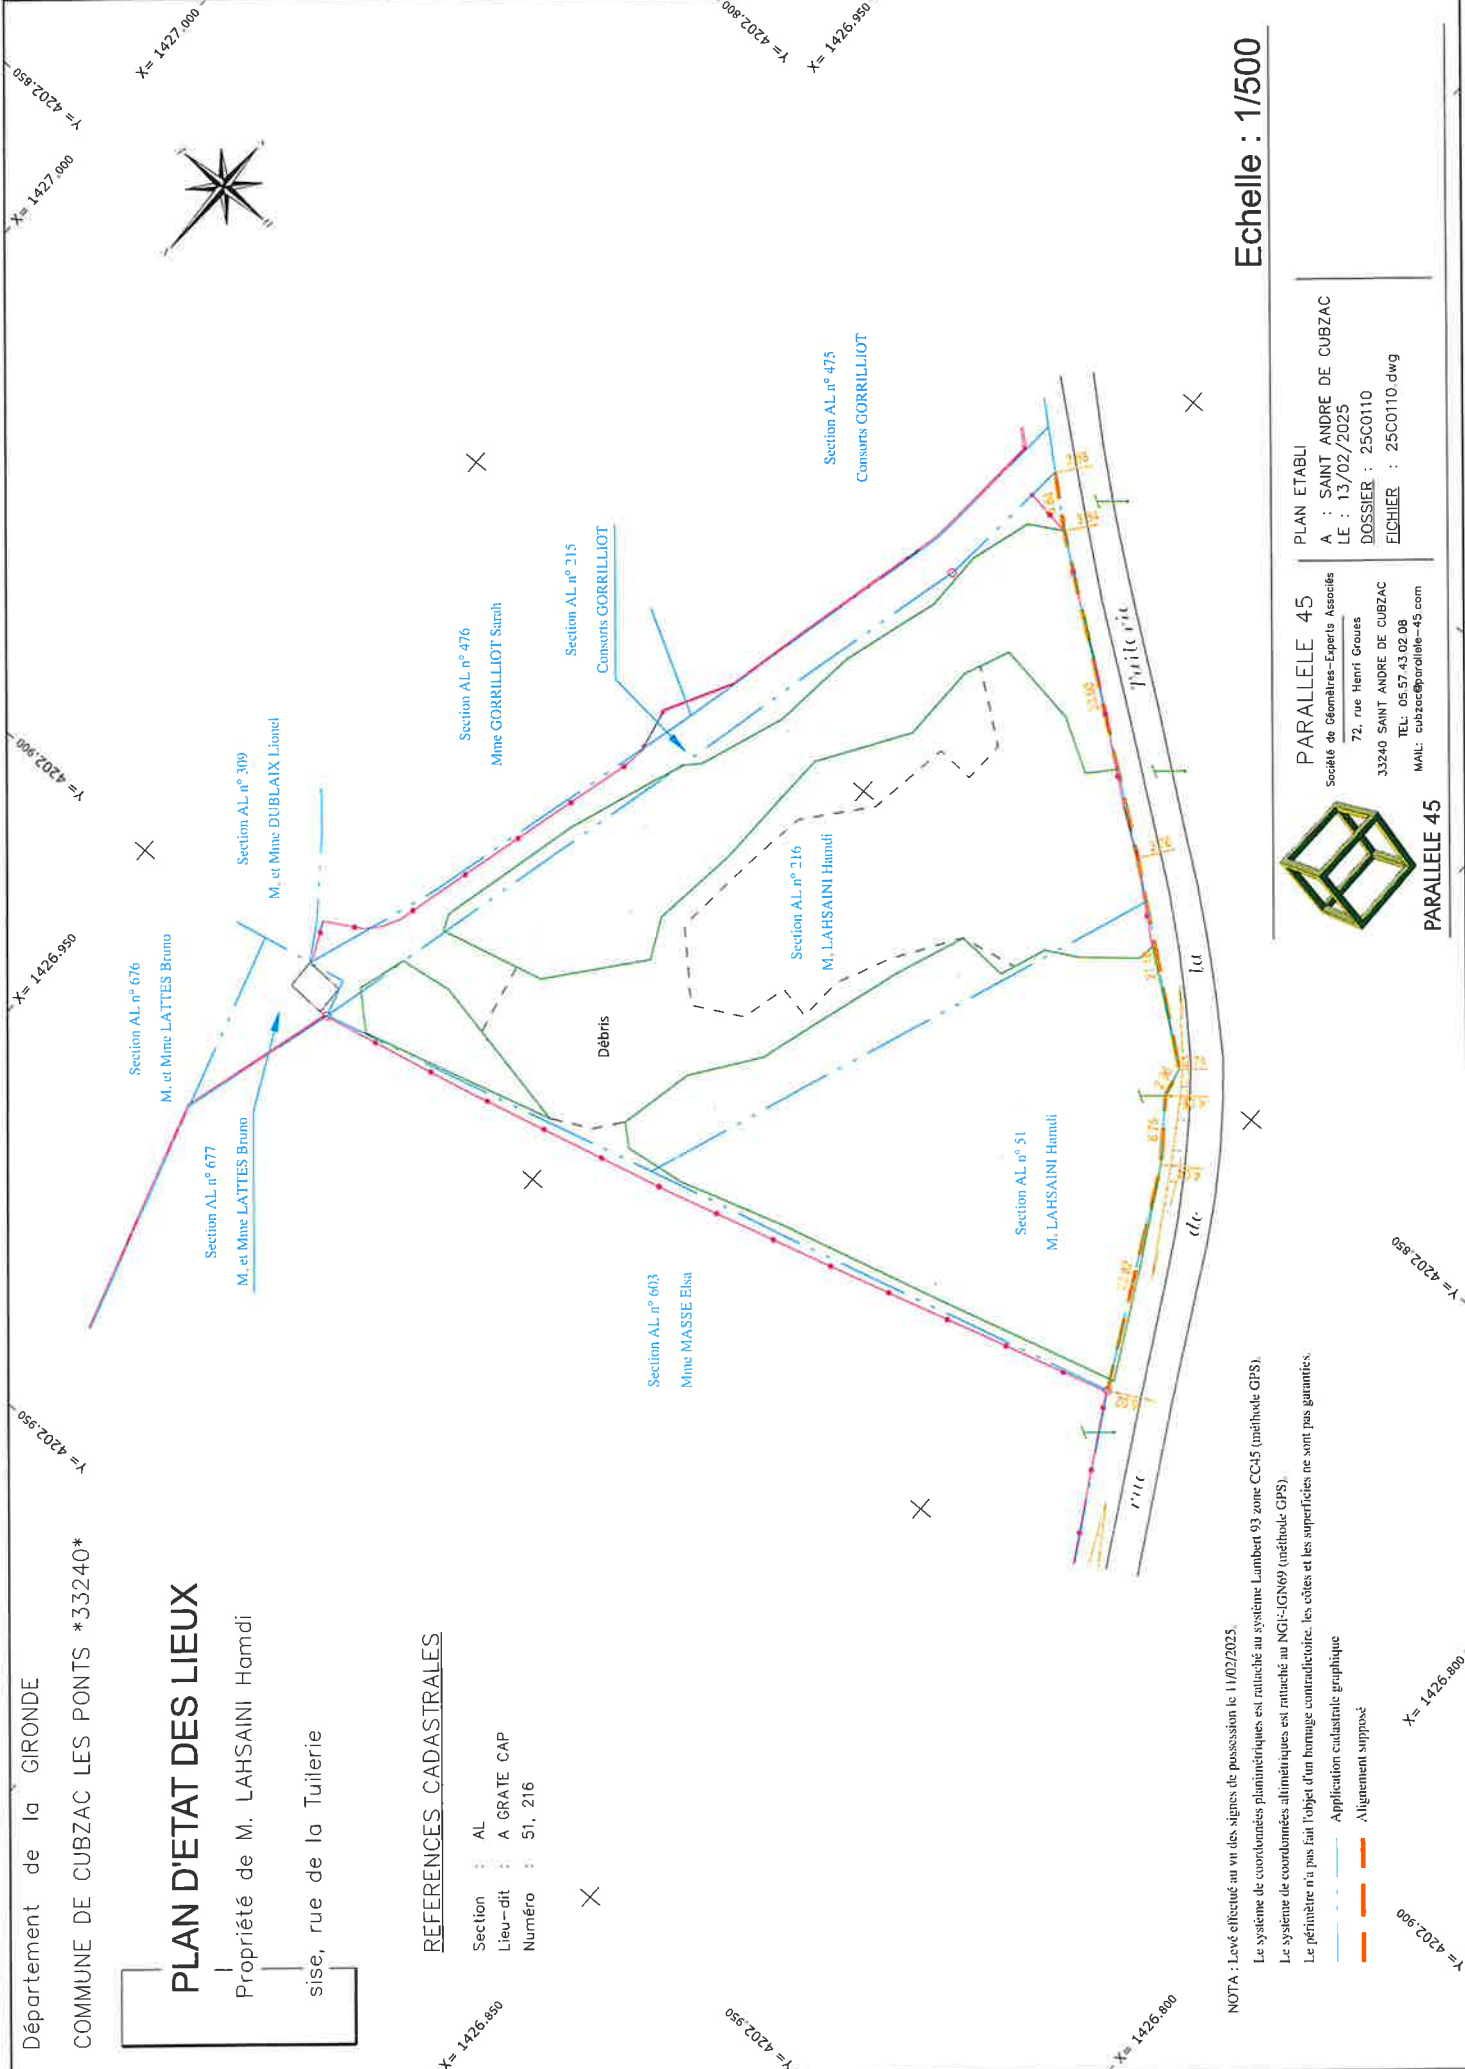 Département de la GIRONDE
COMMUNE DE CUBZAC LES PONTS *33240*
PLAN D'ETAT DES LIEUX
Propriété de M. LAHSAINI Hamdi
sise, rue de la Tuilerie
REFERENCES CADASTRALES
Section : AL
Lieu-dit : A GRATE CAP
Numéro : 51, 216
Section AL n° 677
M. et Mme LATTES Bruno
Section AL n° 676
M. et Mme LATTES Bruno
Section AL n° 309
M. et Mme DUBLAIX Lionel
Section AL n° 476
Mme GORRILLIOT Sarah
Section AL n° 215
Consorts GORRILLIOT
Section AL n° 475
Consorts GORRILLIOT
Section AL n° 603
Mme MASSE Elsa
Débris
Section AL n° 216
M. LAHSAINI Hamdi
Section AL n° 51
M. LAHSAINI Hamdi
rue de la Tuilerie
6.75
X= 1427.000
Y= 4202.850
X= 1427.000
Y= 4202.800
X= 1426.950
Y= 4202.900
X= 1426.950
Y= 4202.950
X= 1426.850
Y= 4202.950
X= 1426.800
Y= 4202.900
X= 1426.800
Y= 4202.850
NOTA : Levé effectué au vu des signes de possession le 11/02/2025.
Le système de coordonnées planimétriques est rattaché au système Lambert 93 zone CC45 (méthode GPS).
Le système de coordonnées altimétriques est rattaché au NGF-IGN69 (méthode GPS).
Le périmètre n'a pas fait l'objet d'un bornage contradictoire, les côtes et les superficies ne sont pas garanties.
Application cadastrale graphique
Alignement supposé
Echelle : 1/500
PARALLELE 45
PARALLELE 45
Société de Géomètres-Experts Associés
72, rue Henri Groues
33240 SAINT ANDRE DE CUBZAC
TEL: 05.57.43.02.08
MAIL: cubzac@parallele-45.com
PLAN ETABLI
A : SAINT ANDRE DE CUBZAC
LE : 13/02/2025
DOSSIER : 25C0110
FICHIER : 25C0110.dwg